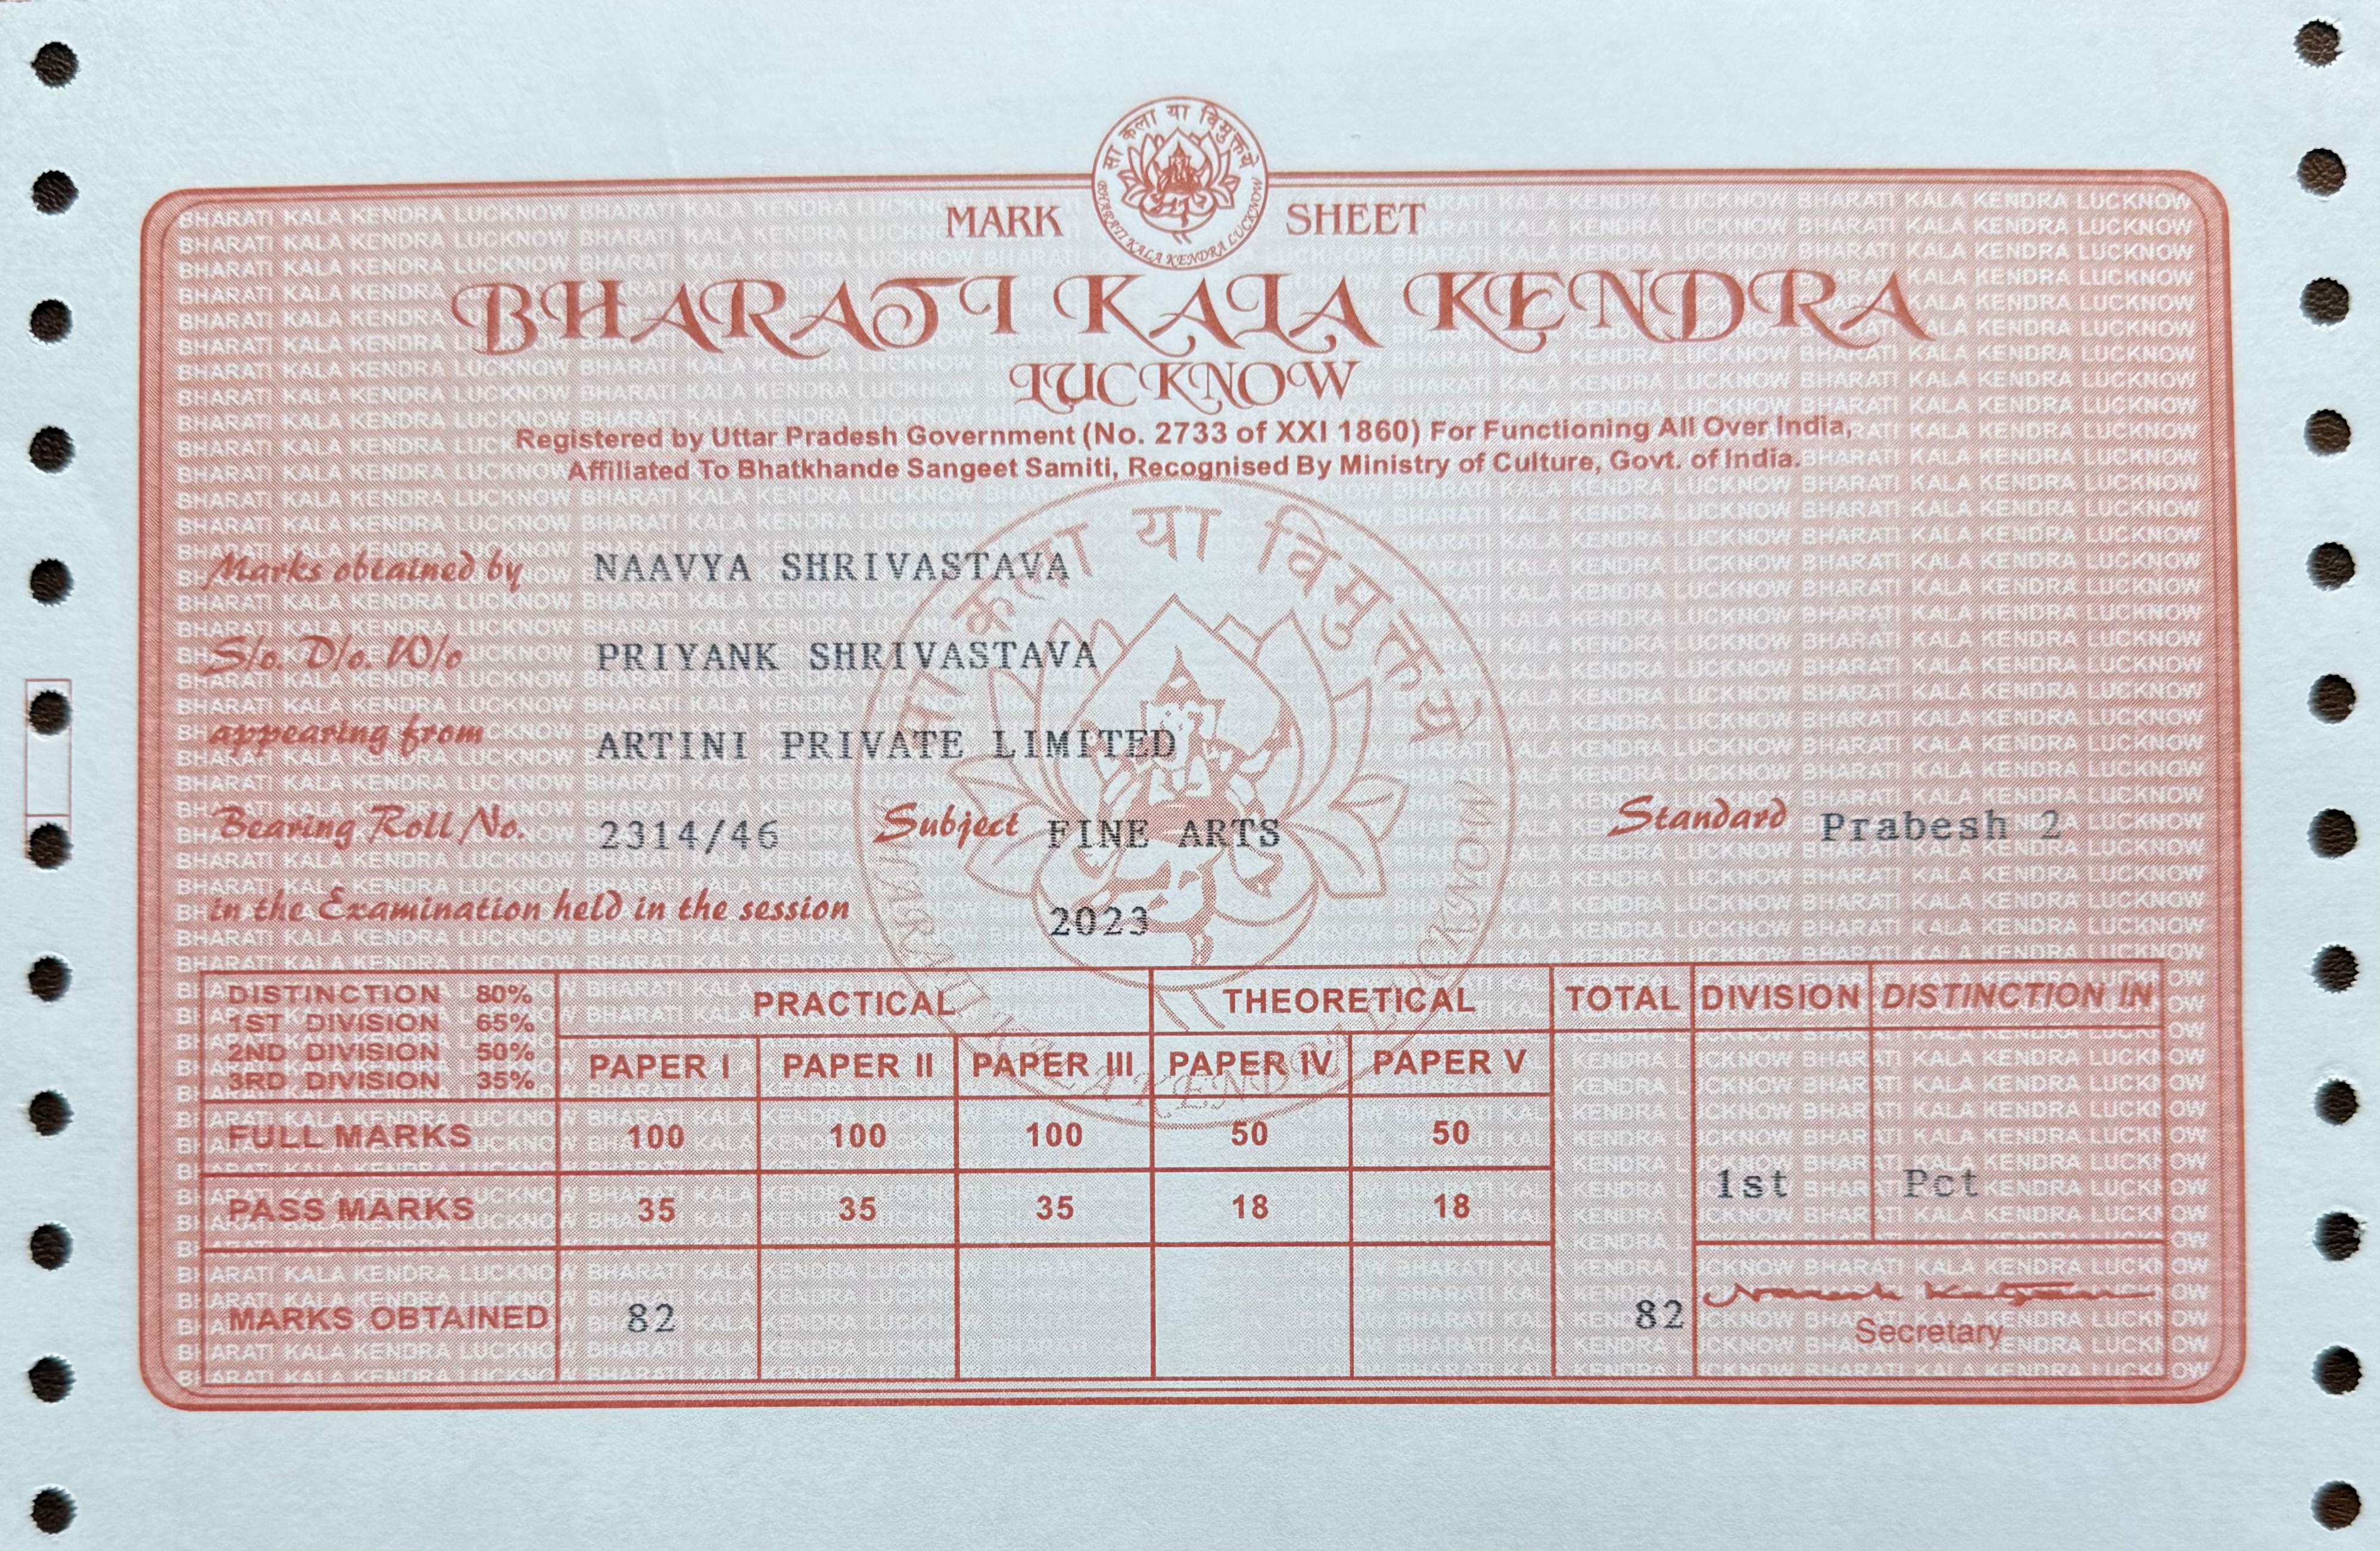 सा कला या विमुक्तये
BHARATI KALA KENDRA LUCKNOW
MARK SHEET
BHARATI KALA KENDRA
LUCKNOW
Registered by Uttar Pradesh Government (No. 2733 of XXI 1860) For Functioning All Over India,
Affiliated To Bhatkhande Sangeet Samiti, Recognised By Ministry of Culture, Govt. of India.
Marks obtained by NAAVYA SHRIVASTAVA
S/o. D/o. W/o PRIYANK SHRIVASTAVA
appearing from ARTINI PRIVATE LIMITED
Bearing Roll No. 2314/46 Subject FINE ARTS Standard Prabesh 2
in the Examination held in the session 2023
DISTINCTION 80%
1ST DIVISION 65%
2ND DIVISION 50%
3RD DIVISION 35%
PRACTICAL THEORETICAL TOTAL DIVISION DISTINCTION IN
PAPER I PAPER II PAPER III PAPER IV PAPER V
FULL MARKS 100 100 100 50 50
PASS MARKS 35 35 35 18 18
1st Pct
MARKS OBTAINED 82 82
Secretary